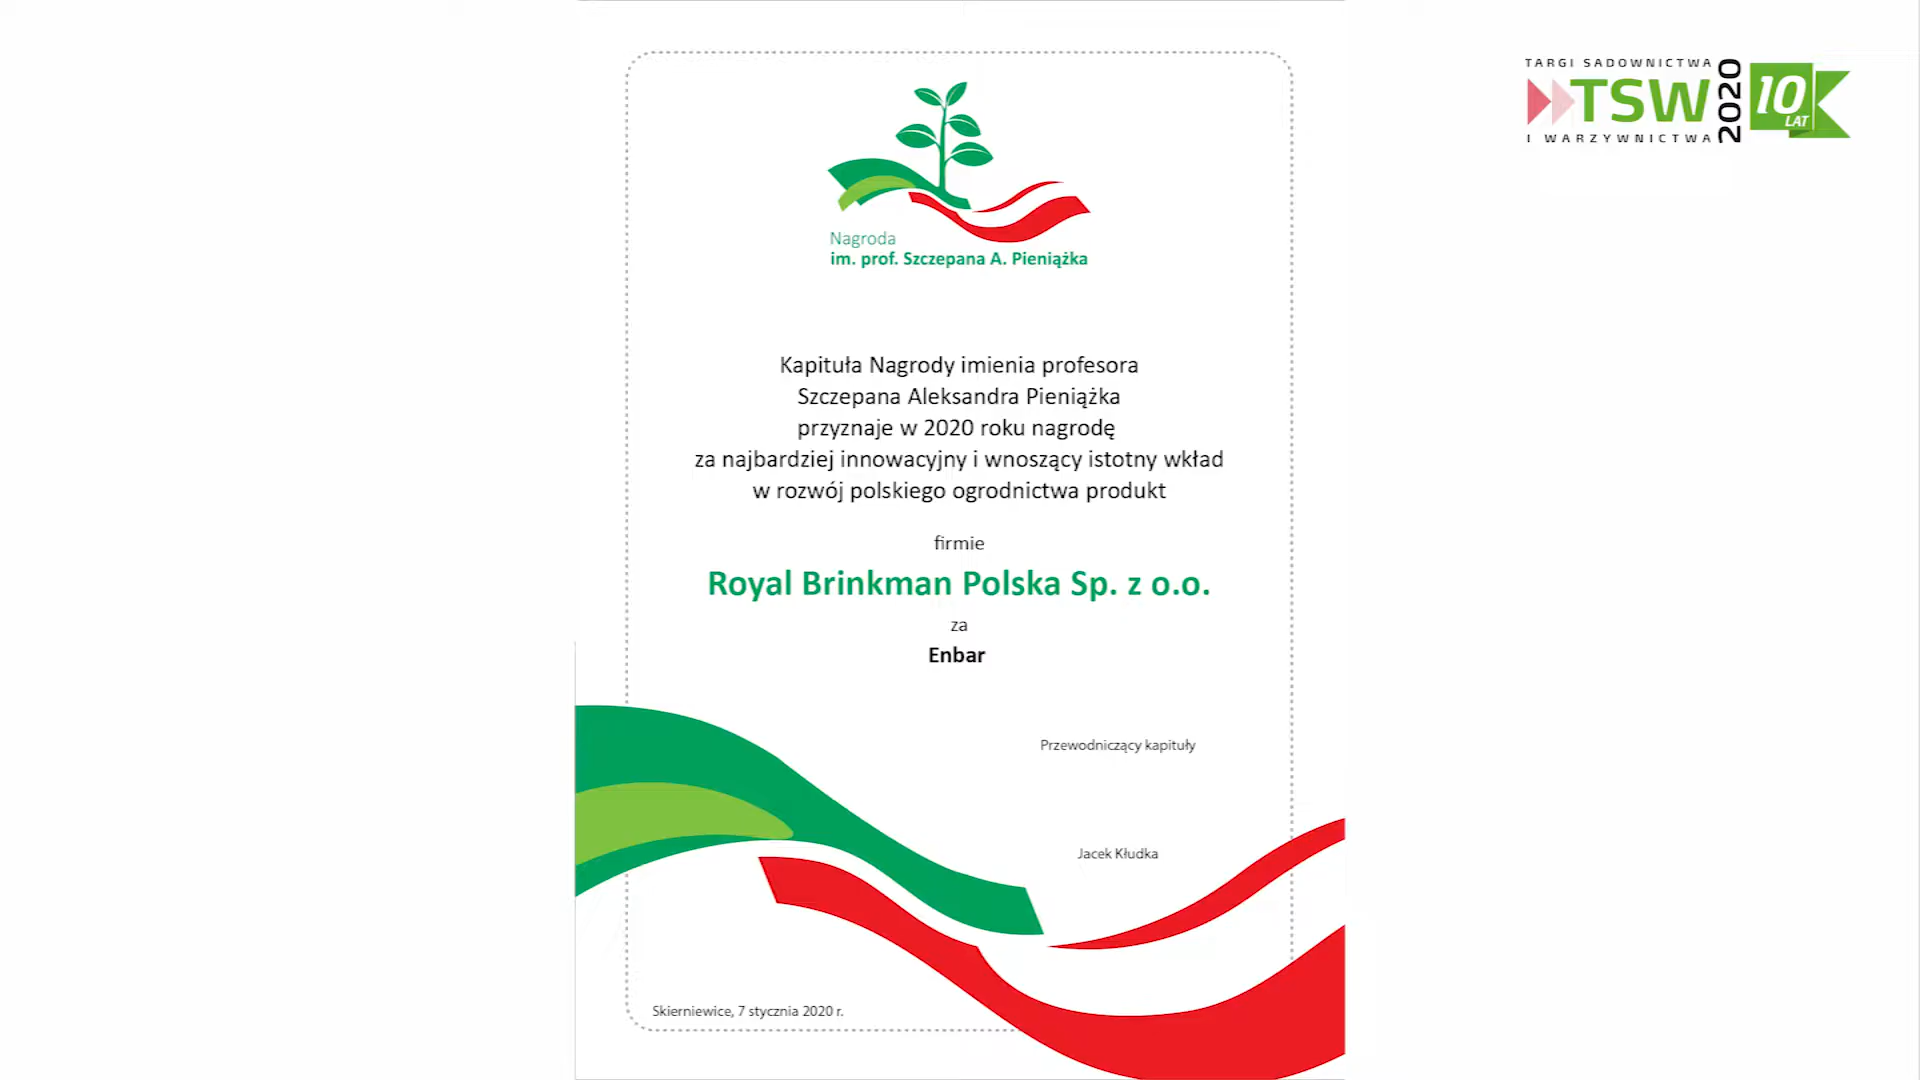 Nagroda
im. prof. Szczepana A. Pieniążka
Kapituła Nagrody imienia profesora
Szczepana Aleksandra Pieniążka
przyznaje w 2020 roku nagrodę
za najbardziej innowacyjny i wnoszący istotny wkład
w rozwój polskiego ogrodnictwa produkt
firmie
Royal Brinkman Polska Sp. z o.o.
za
Enbar
Przewodniczący kapituły
Jacek Kłudka
Skierniewice, 7 stycznia 2020 r.
TARGI SADOWNICTWA
TSW
I WARZYWNICTWA
2020
10
LAT